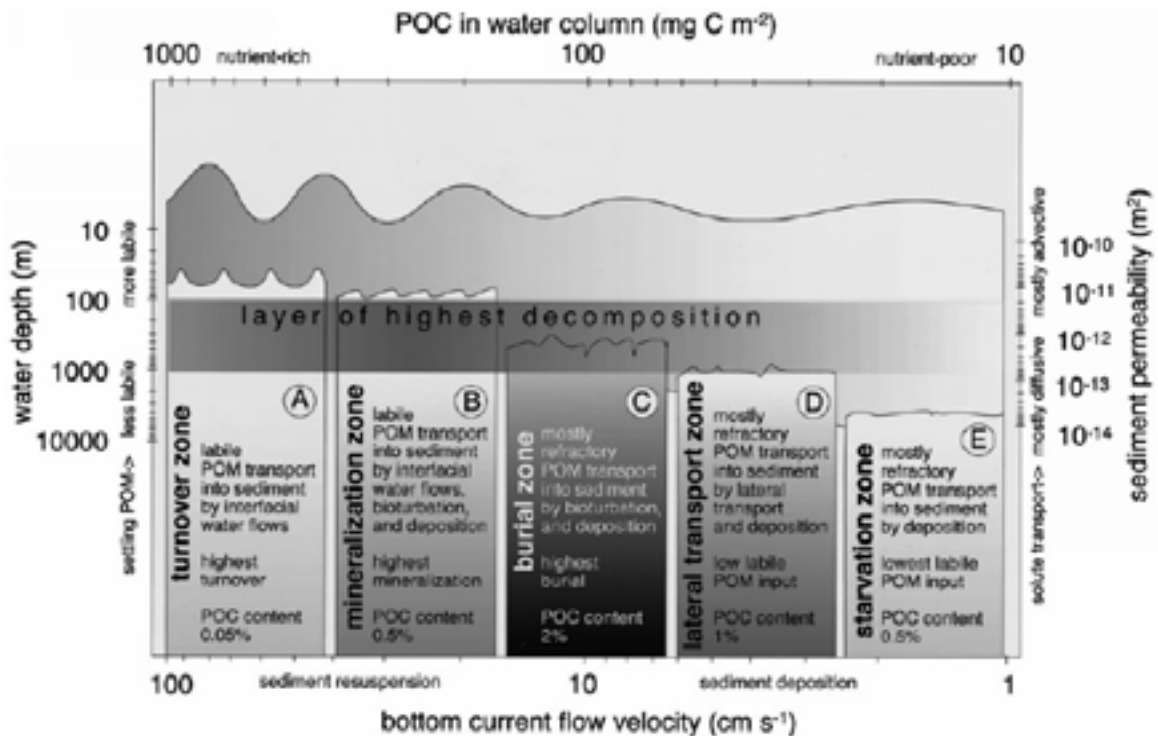 POC in water column (mg C m-2)
1000 nutrient-rich 100 nutrient-poor 10
water depth (m)
10
100
1000
10000
settling POM-> less labile more labile
layer of highest decomposition
sediment permeability (m2)
10-10
10-11
10-12
10-13
10-14
solute transport-> mostly diffusive mostly advective
A
turnover zone
labile
POM transport
into sediment
by interfacial
water flows
highest
turnover
POC content
0.05%
B
mineralization zone
labile
POM transport
into sediment
by interfacial
water flows,
bioturbation,
and deposition
highest
mineralization
POC content
0.5%
C
burial zone
mostly
refractory
POM transport
into sediment
by bioturbation,
and deposition
highest
burial
POC content
2%
D
lateral transport zone
mostly
refractory
POM transport
into sediment
by lateral
transport
and deposition
low labile
POM input
POC content
1%
E
starvation zone
mostly
refractory
POM transport
into sediment
by deposition
lowest labile
POM input
POC content
0.5%
100 sediment resuspension 10 sediment deposition 1
bottom current flow velocity (cm s-1)